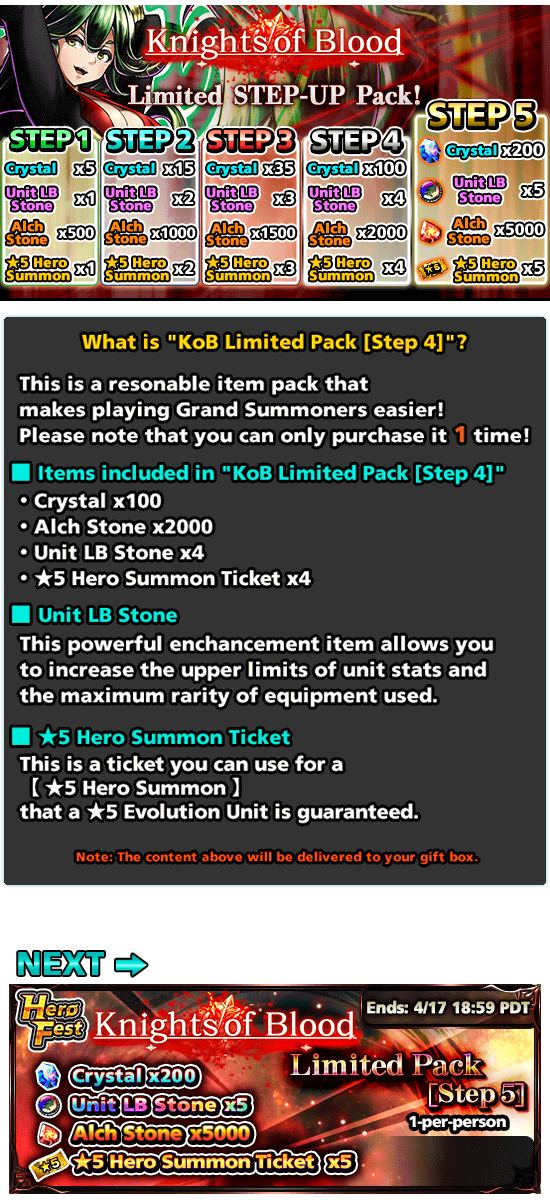 Knights of Blood
Limited STEP-UP Pack!
STEP 1
Crystal x5
Unit LB Stone x1
Alch Stone x500
★5 Hero Summon x1
STEP 2
Crystal x15
Unit LB Stone x2
Alch Stone x1000
★5 Hero Summon x2
STEP 3
Crystal x35
Unit LB Stone x3
Alch Stone x1500
★5 Hero Summon x3
STEP 4
Crystal x100
Unit LB Stone x4
Alch Stone x2000
★5 Hero Summon x4
STEP 5
Crystal x200
Unit LB Stone x5
Alch Stone x5000
★5 Hero Summon x5
What is "KoB Limited Pack [Step 4]"?
This is a resonable item pack that
makes playing Grand Summoners easier!
Please note that you can only purchase it 1 time!
■ Items included in "KoB Limited Pack [Step 4]"
• Crystal x100
• Alch Stone x2000
• Unit LB Stone x4
• ★5 Hero Summon Ticket x4
■ Unit LB Stone
This powerful enchancement item allows you
to increase the upper limits of unit stats and
the maximum rarity of equipment used.
■ ★5 Hero Summon Ticket
This is a ticket you can use for a
【 ★5 Hero Summon 】
that a ★5 Evolution Unit is guaranteed.
Note: The content above will be delivered to your gift box.
NEXT ➡
Hero Fest
Knights of Blood
Ends: 4/17 18:59 PDT
Limited Pack
[Step 5]
1-per-person
Crystal x200
Unit LB Stone x5
Alch Stone x5000
★5 Hero Summon Ticket x5